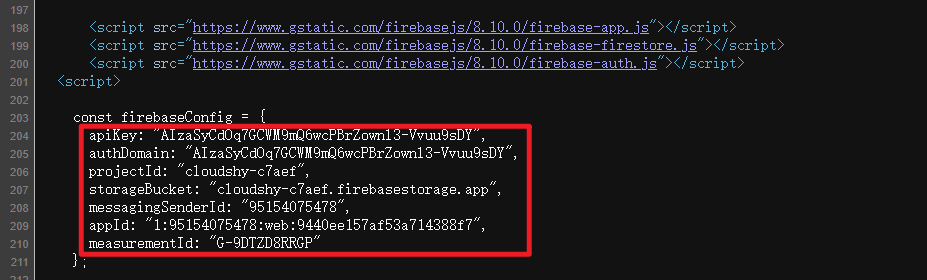 197
198 <script src="https://www.gstatic.com/firebasejs/8.10.0/firebase-app.js"></script>
199 <script src="https://www.gstatic.com/firebasejs/8.10.0/firebase-firestore.js"></script>
200 <script src="https://www.gstatic.com/firebasejs/8.10.0/firebase-auth.js"></script>
201 <script>
202
203 const firebaseConfig = {
204 apiKey: "AIzaSyCdOq7GCWM9mQ6wcPBrZown13-Vvuu9sDY",
205 authDomain: "AIzaSyCdOq7GCWM9mQ6wcPBrZown13-Vvuu9sDY",
206 projectId: "cloudshy-c7aef",
207 storageBucket: "cloudshy-c7aef.firebasestorage.app",
208 messagingSenderId: "95154075478",
209 appId: "1:95154075478:web:9440ee157af53a714388f7",
210 measurementId: "G-9DTZD8RRGP"
211 };
212